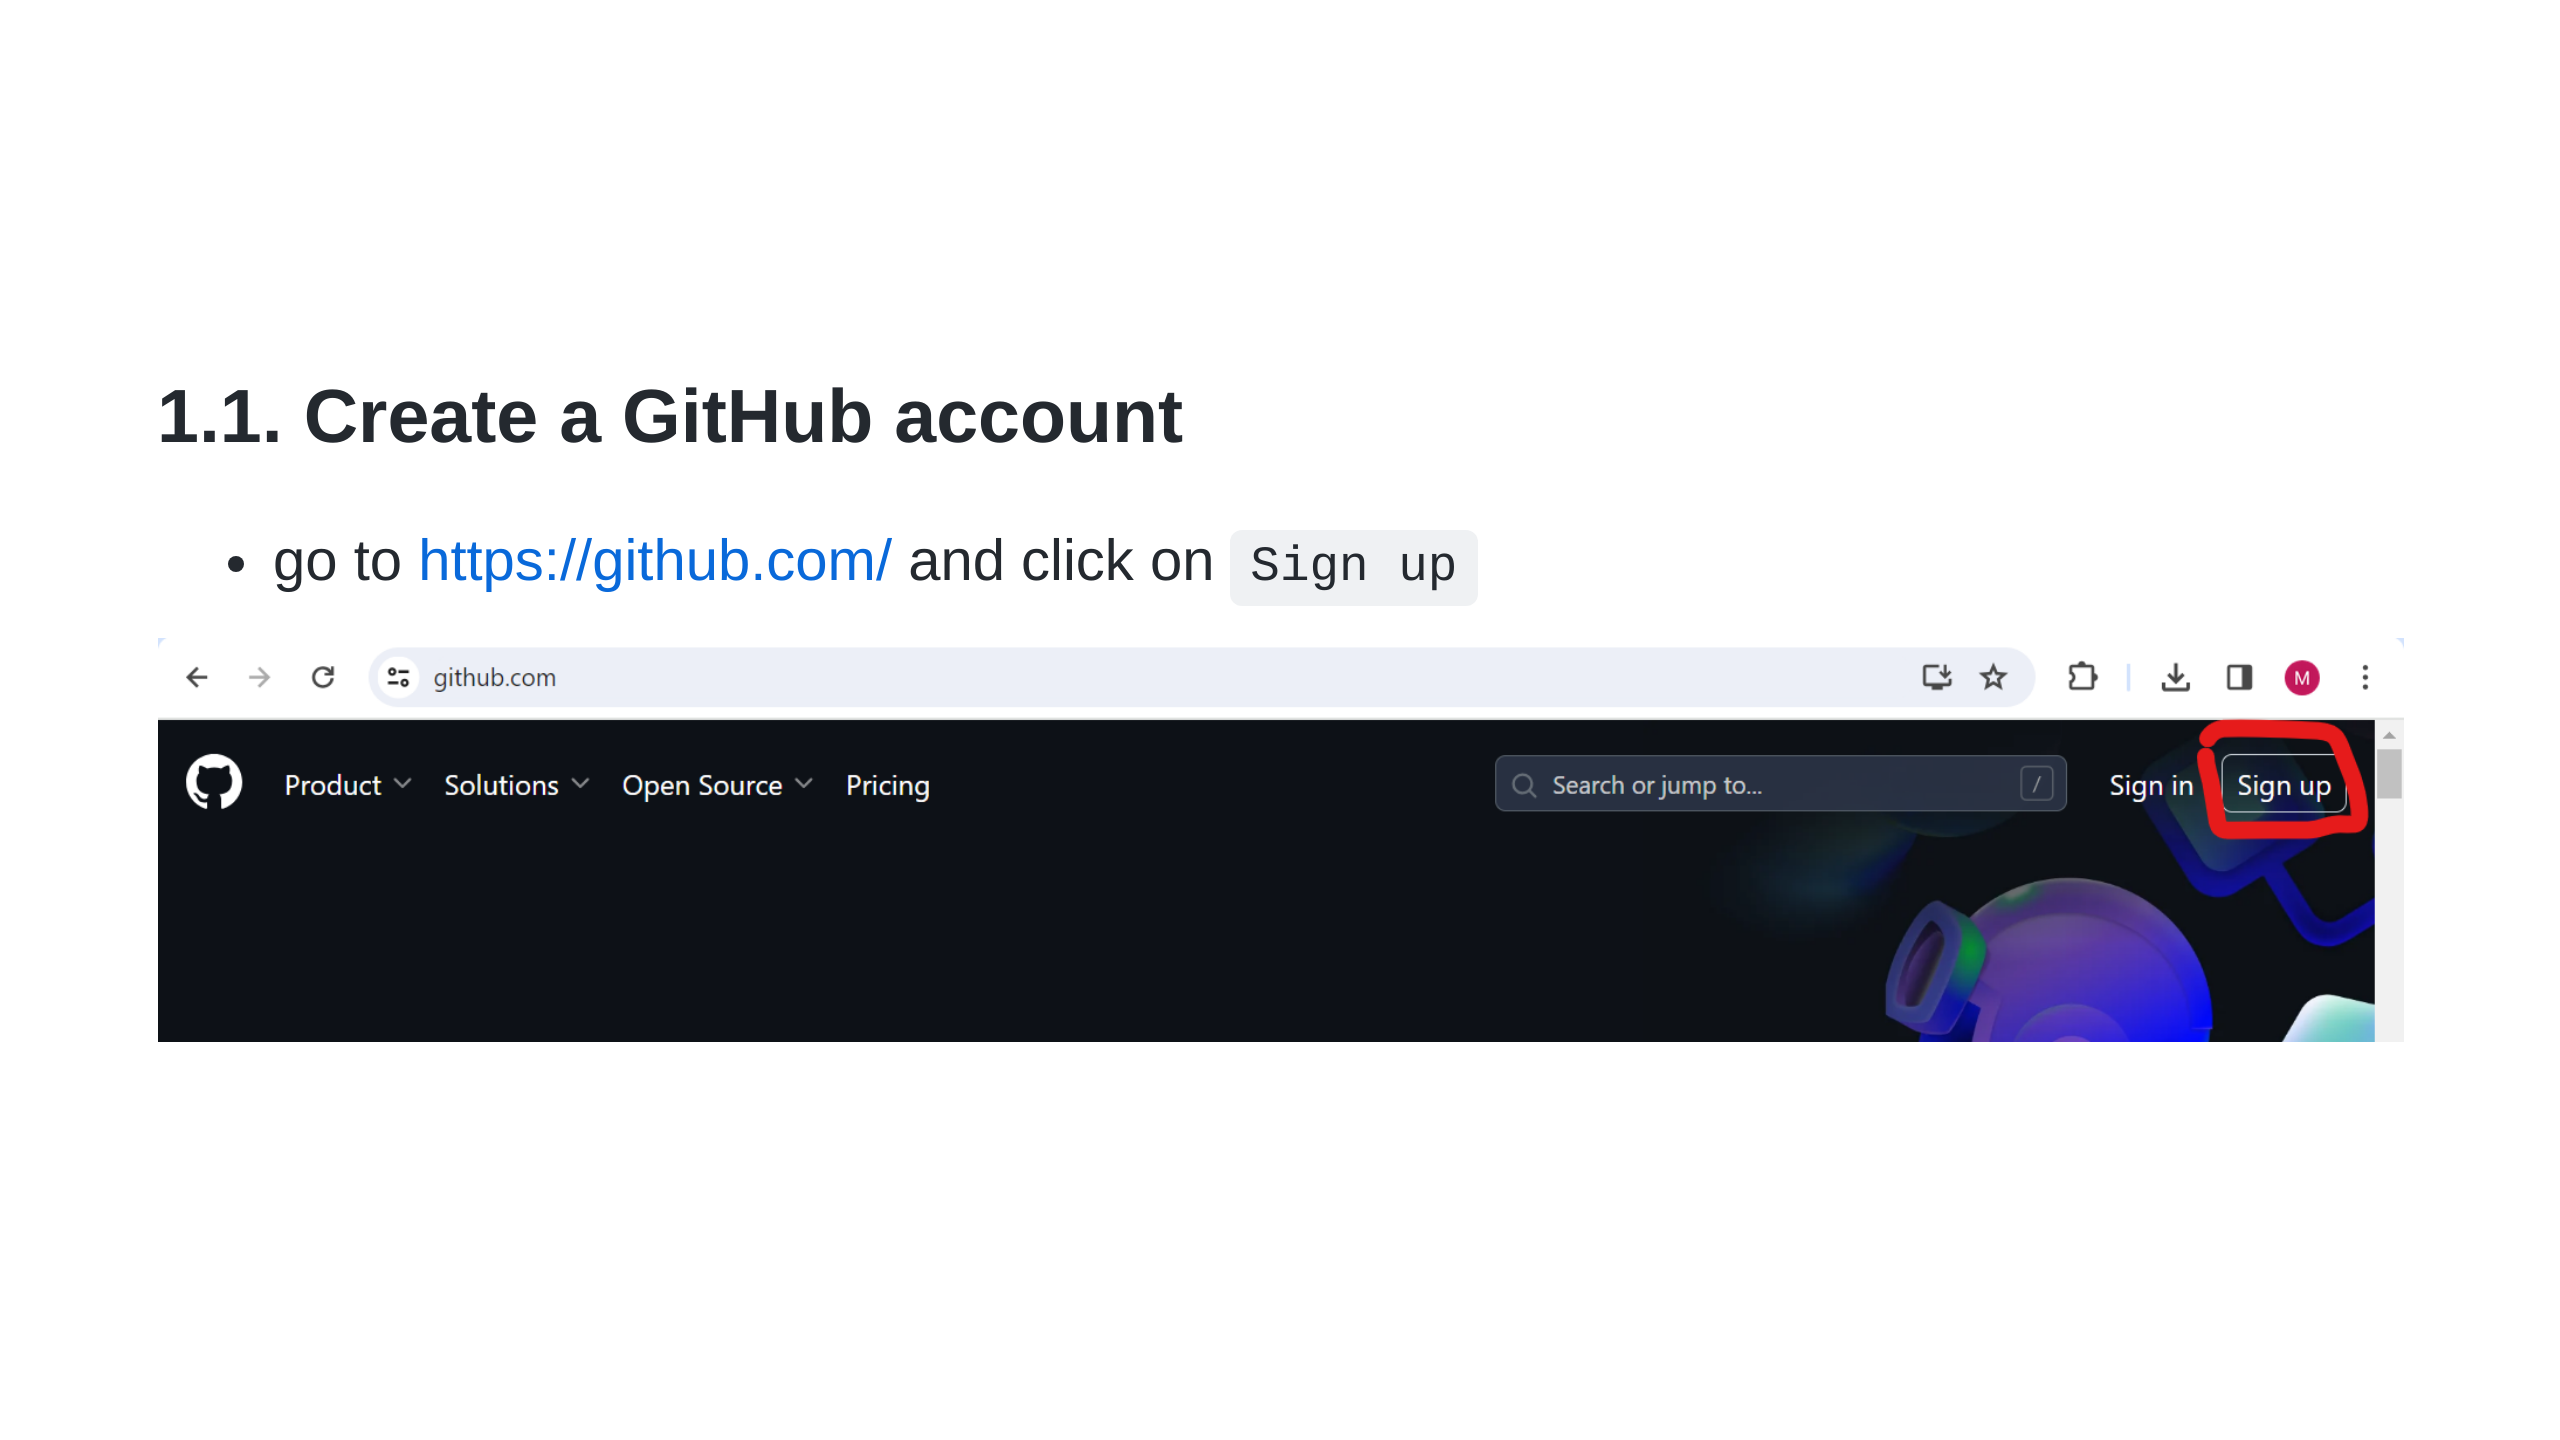 1.1. Create a GitHub account
• go to https://github.com/ and click on Sign up
github.com
M
Product Solutions Open Source Pricing Search or jump to... / Sign in Sign up